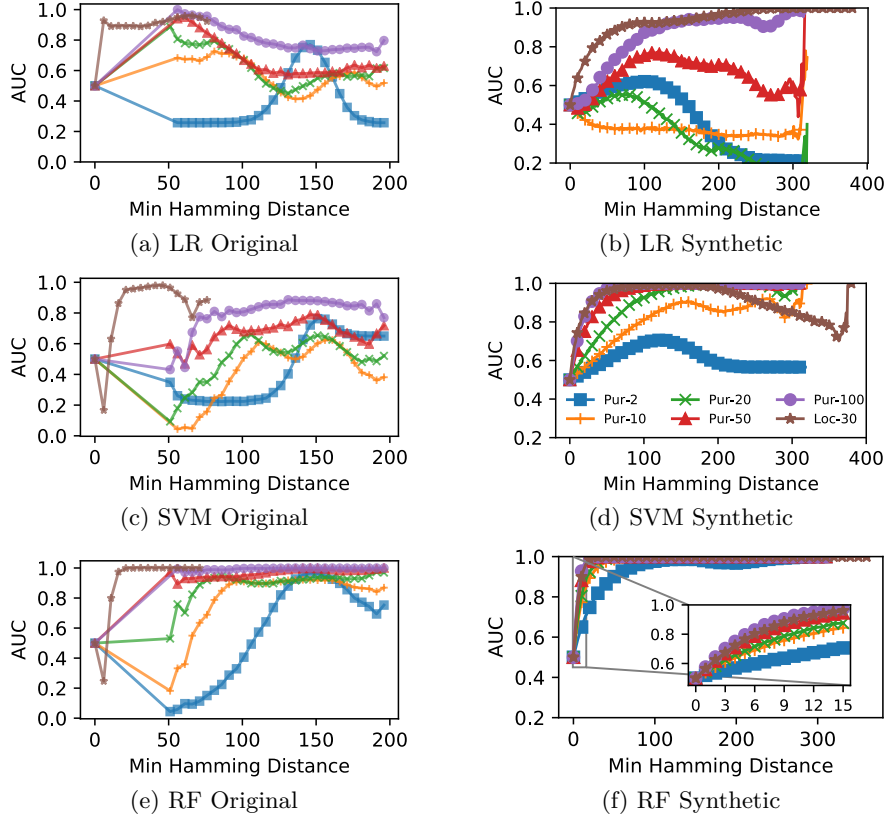 1.0
0.8
0.6
0.4
0.2
0.0
AUC
0 50 100 150 200
Min Hamming Distance
(a) LR Original
1.0
0.8
0.6
0.4
0.2
AUC
0 100 200 300 400
Min Hamming Distance
(b) LR Synthetic
1.0
0.8
0.6
0.4
0.2
0.0
AUC
0 50 100 150 200
Min Hamming Distance
(c) SVM Original
1.0
0.8
0.6
0.4
0.2
AUC
Pur-2 Pur-20 Pur-100
Pur-10 Pur-50 Loc-30
0 100 200 300 400
Min Hamming Distance
(d) SVM Synthetic
1.0
0.8
0.6
0.4
0.2
0.0
AUC
0 50 100 150 200
Min Hamming Distance
(e) RF Original
1.0
0.8
0.6
0.4
0.2
AUC
1.0
0.8
0.6
0 3 6 9 12 15
0 100 200 300
Min Hamming Distance
(f) RF Synthetic